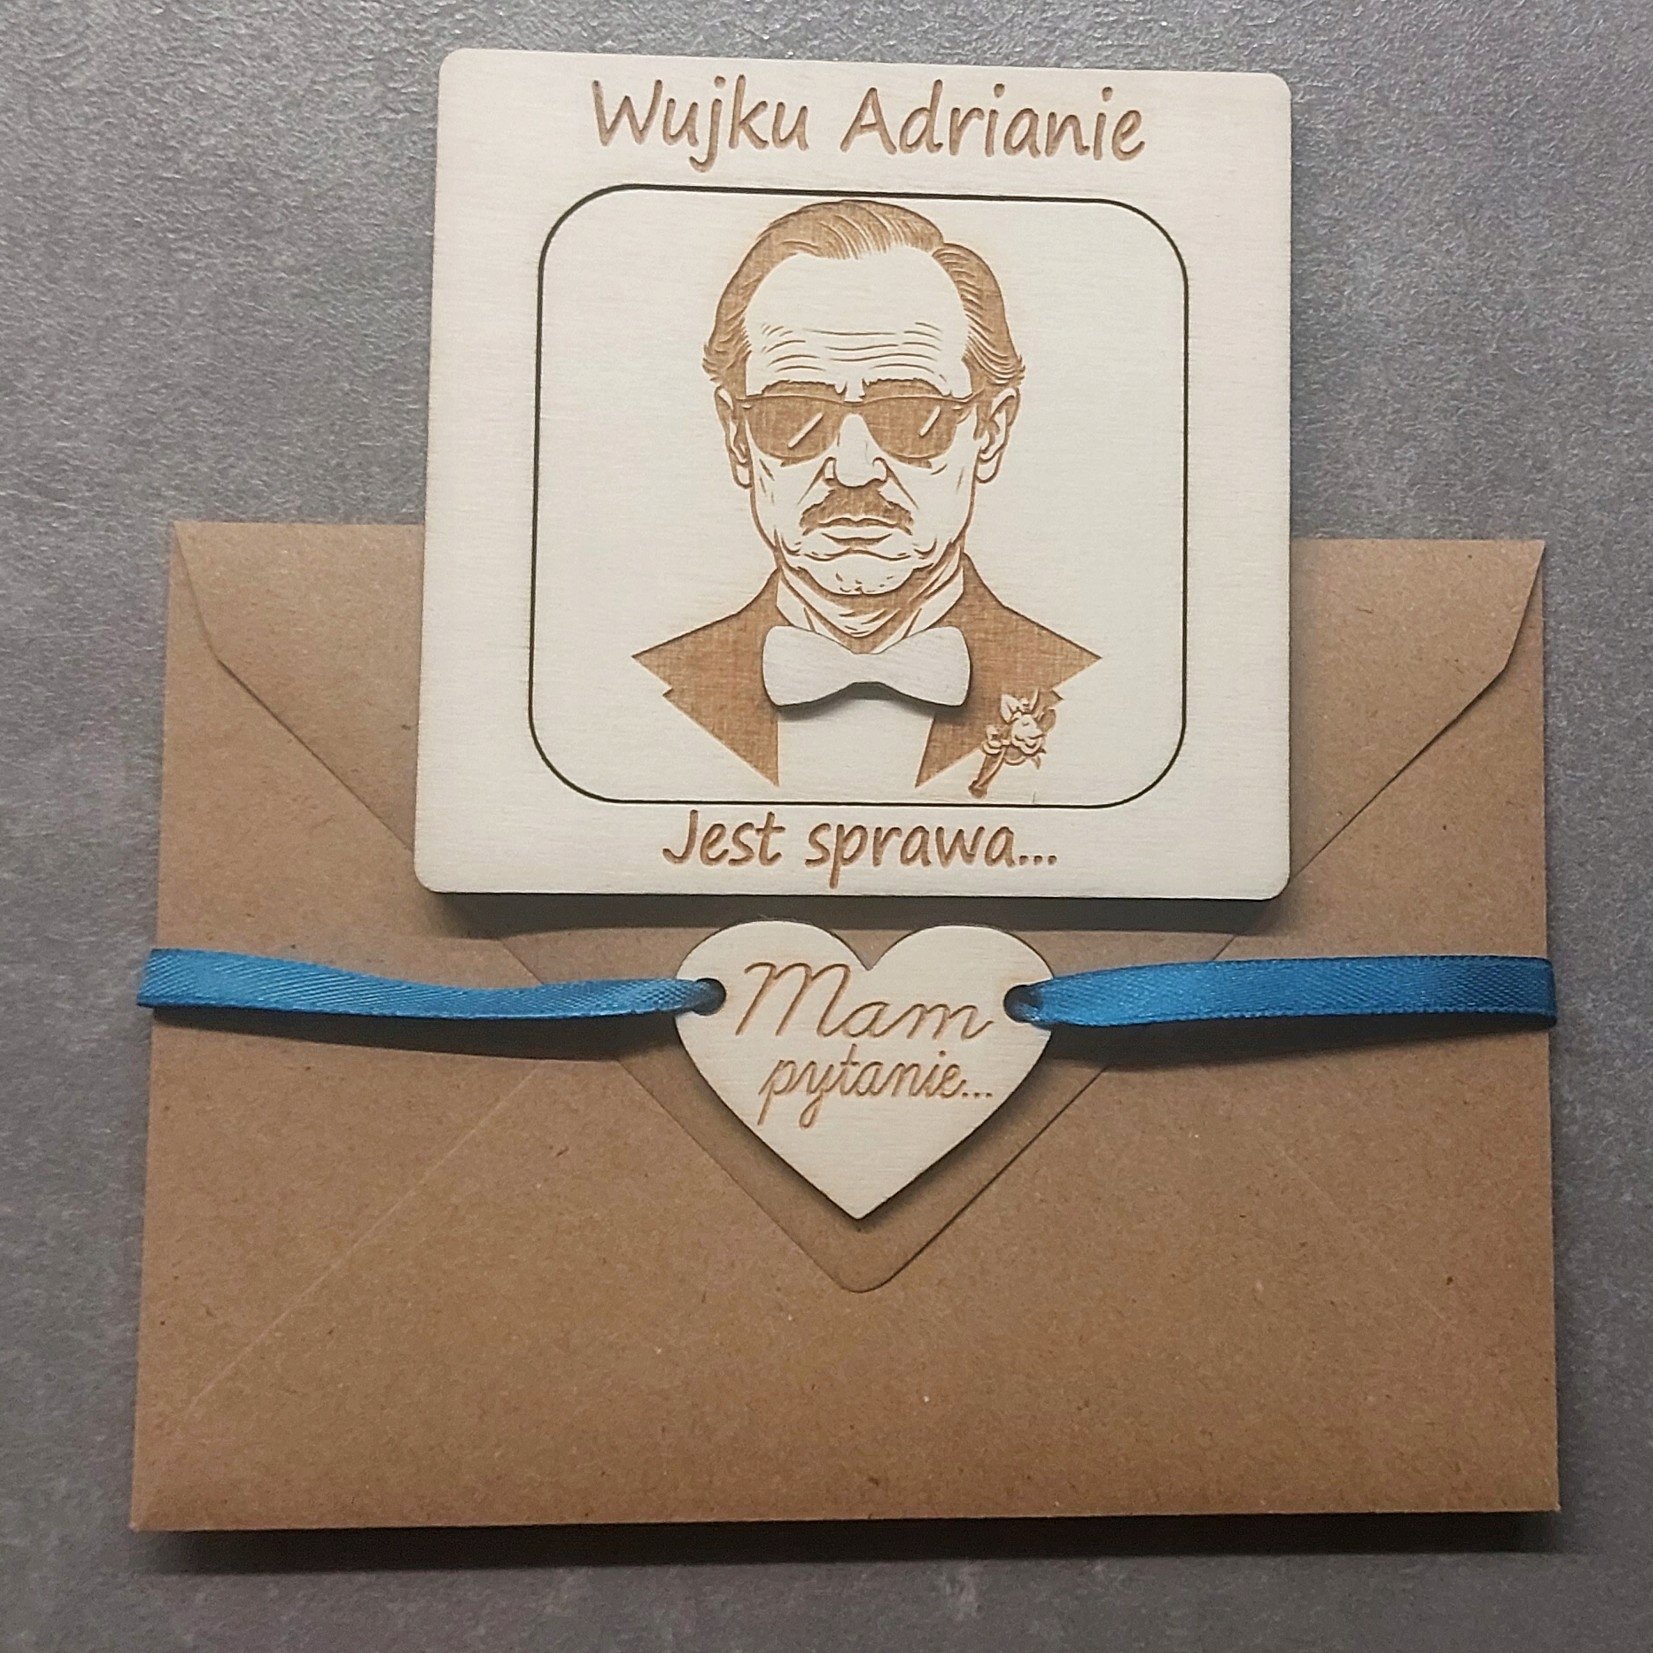 Wujku Adrianie
Jest sprawa...
Mam
pytanie...